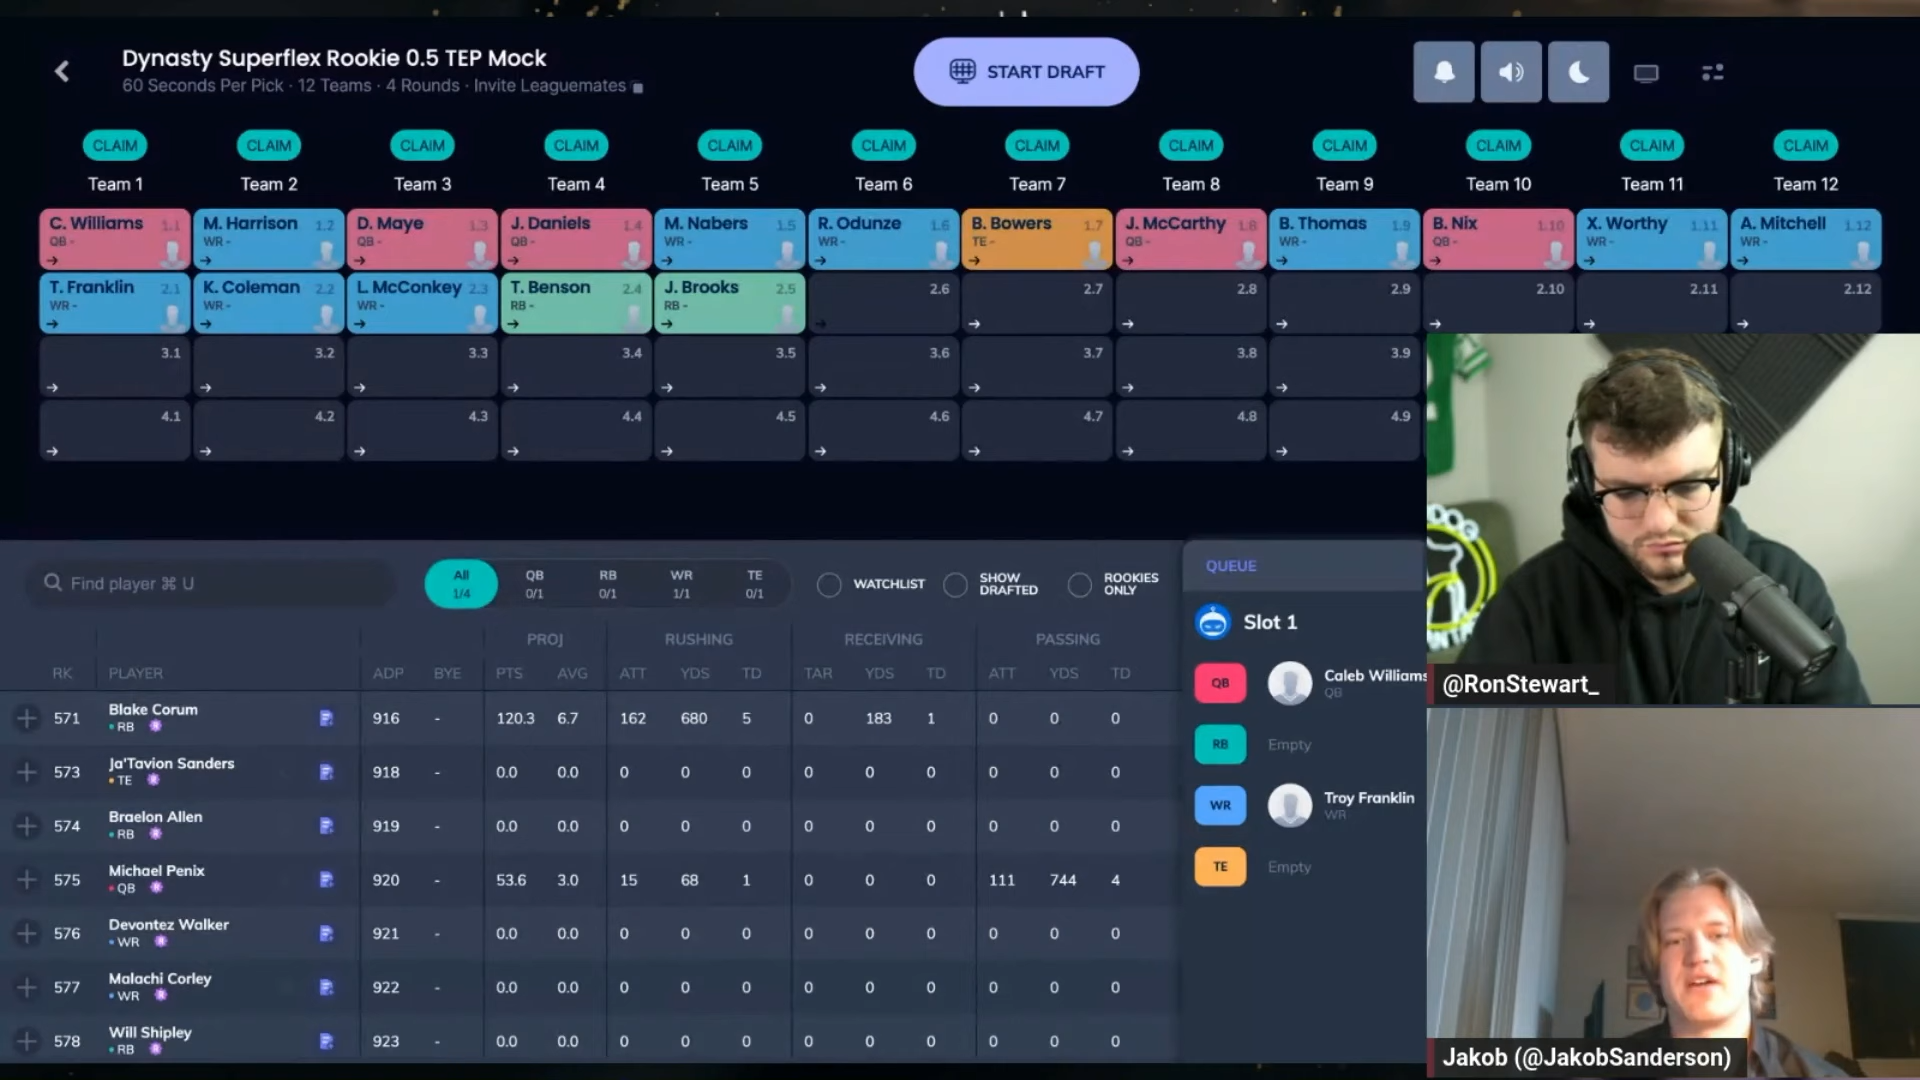 Dynasty Superflex Rookie 0.5 TEP Mock
60 Seconds Per Pick · 12 Teams · 4 Rounds · Invite Leaguemates
START DRAFT
CLAIM CLAIM CLAIM CLAIM CLAIM CLAIM CLAIM CLAIM CLAIM CLAIM CLAIM CLAIM
Team 1 Team 2 Team 3 Team 4 Team 5 Team 6 Team 7 Team 8 Team 9 Team 10 Team 11 Team 12
C. Williams 1.1 M. Harrison 1.2 D. Maye 1.3 J. Daniels 1.4 M. Nabers 1.5 R. Odunze 1.6 B. Bowers 1.7 J. McCarthy 1.8 B. Thomas 1.9 B. Nix 1.10 X. Worthy 1.11 A. Mitchell 1.12
QB - WR - QB - QB - WR - WR - TE - QB - WR - QB - WR - WR -
T. Franklin 2.1 K. Coleman 2.2 L. McConkey 2.3 T. Benson 2.4 J. Brooks 2.5 2.6 2.7 2.8 2.9 2.10 2.11 2.12
WR - WR - WR - RB - RB -
3.1 3.2 3.3 3.4 3.5 3.6 3.7 3.8 3.9
4.1 4.2 4.3 4.4 4.5 4.6 4.7 4.8 4.9
Find player ⌘ U
All QB RB WR TE
1/4 0/1 0/1 1/1 0/1
WATCHLIST
SHOW DRAFTED
ROOKIES ONLY
PROJ RUSHING RECEIVING PASSING
RK PLAYER ADP BYE PTS AVG ATT YDS TD TAR YDS TD ATT YDS TD
571 Blake Corum RB 916 - 120.3 6.7 162 680 5 0 183 1 0 0 0
573 Ja'Tavion Sanders TE 918 - 0.0 0.0 0 0 0 0 0 0 0 0 0
574 Braelon Allen RB 919 - 0.0 0.0 0 0 0 0 0 0 0 0 0
575 Michael Penix QB 920 - 53.6 3.0 15 68 1 0 0 0 111 744 4
576 Devontez Walker WR 921 - 0.0 0.0 0 0 0 0 0 0 0 0 0
577 Malachi Corley WR 922 - 0.0 0.0 0 0 0 0 0 0 0 0 0
578 Will Shipley RB 923 - 0.0 0.0 0 0 0 0 0 0 0 0 0
QUEUE
Slot 1
QB Caleb Williams
QB
RB Empty
WR Troy Franklin
WR
TE Empty
@RonStewart_
Jakob (@JakobSanderson)